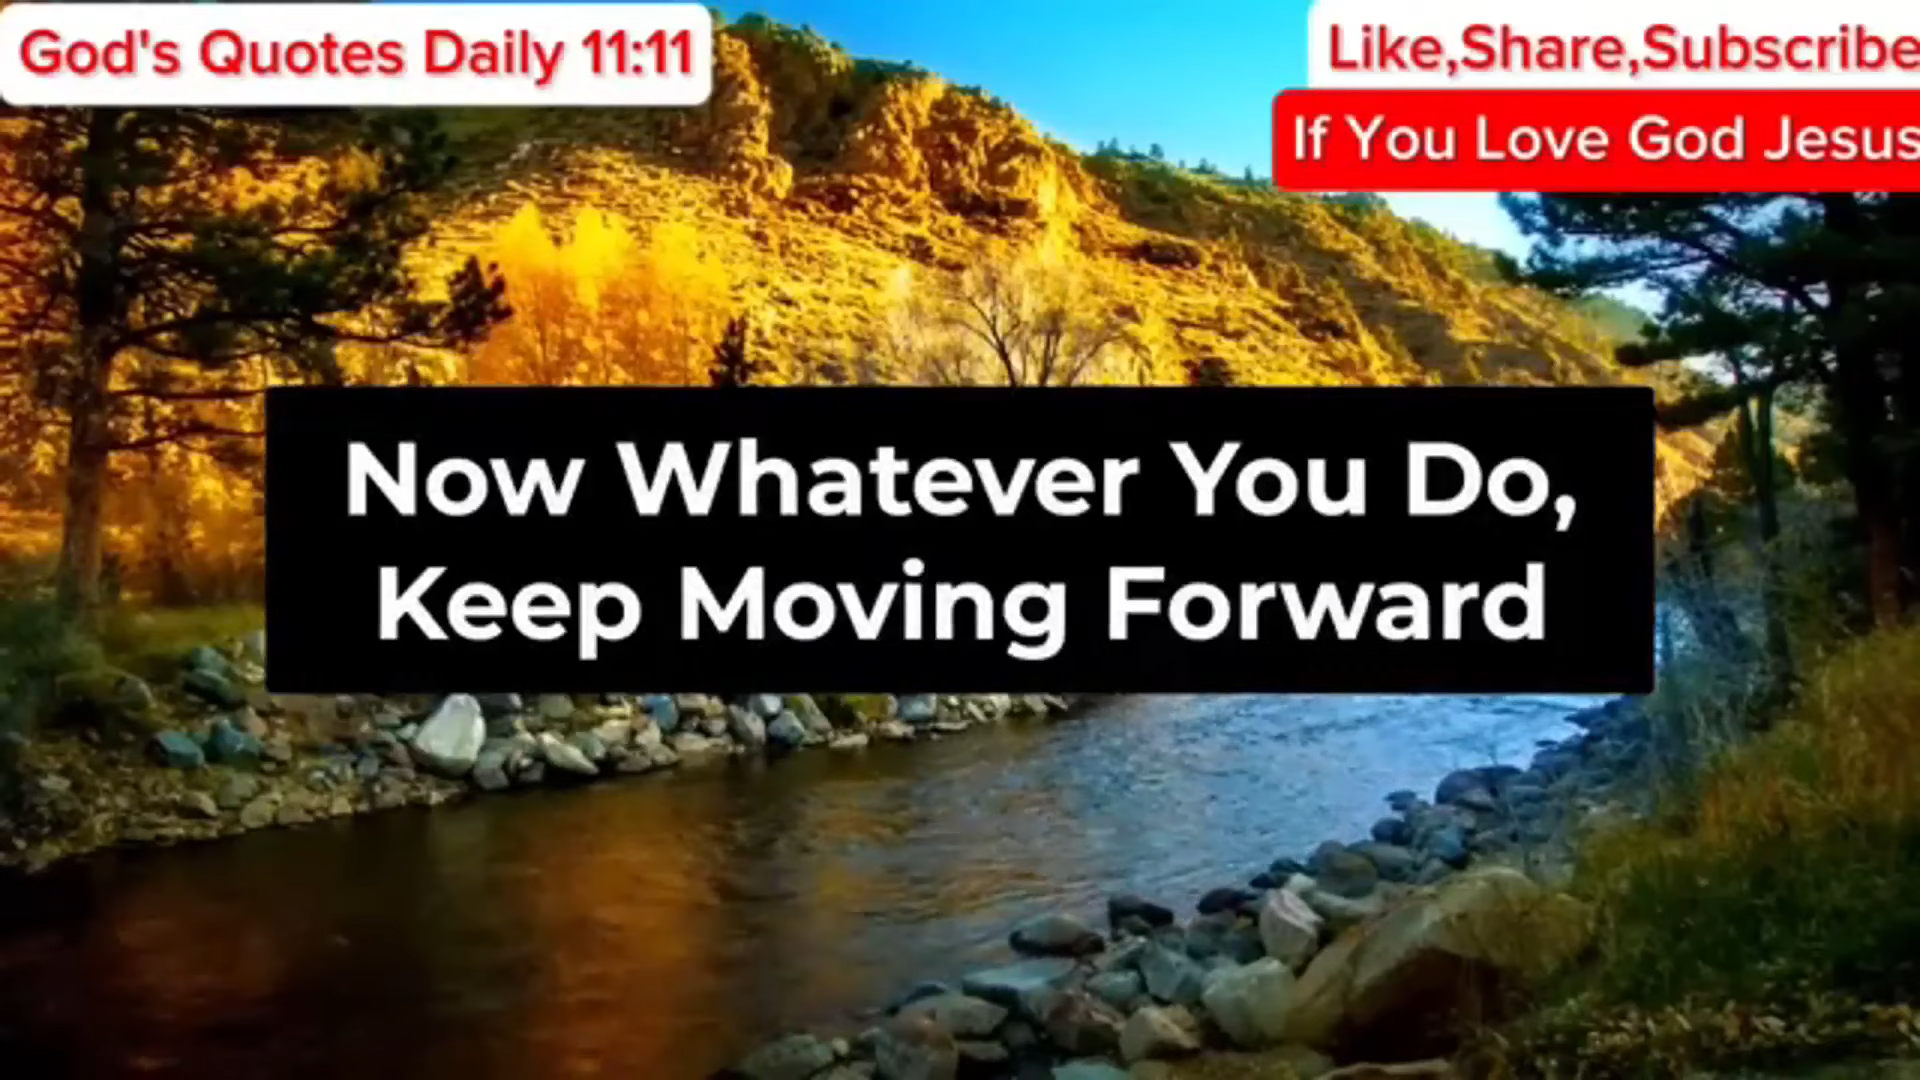 God's Quotes Daily 11:11
Like,Share,Subscribe
If You Love God Jesus
Now Whatever You Do,
Keep Moving Forward